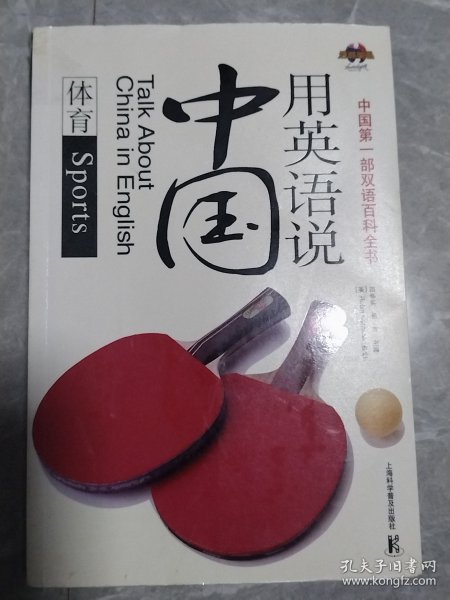 中国第一部双语百科全书
用英语说
中国
Talk About
China in English
体育 Sports
上海科学普及出版社
孔夫子旧书网
www.kongfz.com